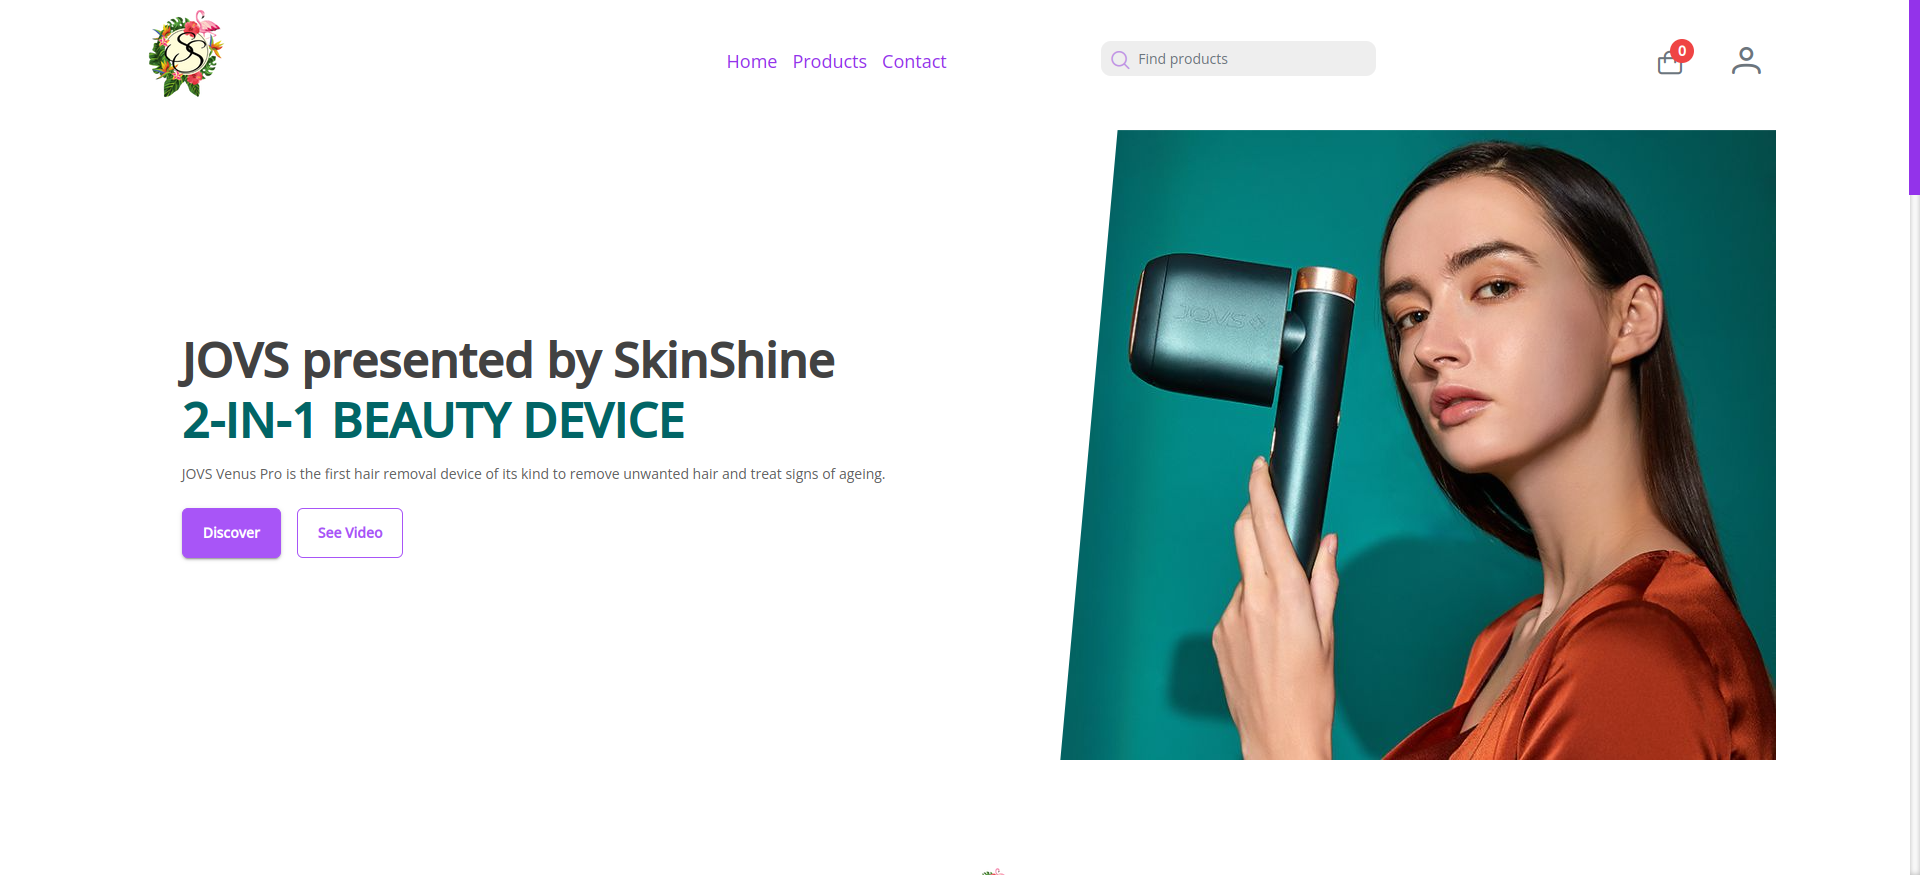 SS
Home Products Contact
Find products
0
JOVS
JOVS presented by SkinShine
2-IN-1 BEAUTY DEVICE
JOVS Venus Pro is the first hair removal device of its kind to remove unwanted hair and treat signs of ageing.
Discover See Video